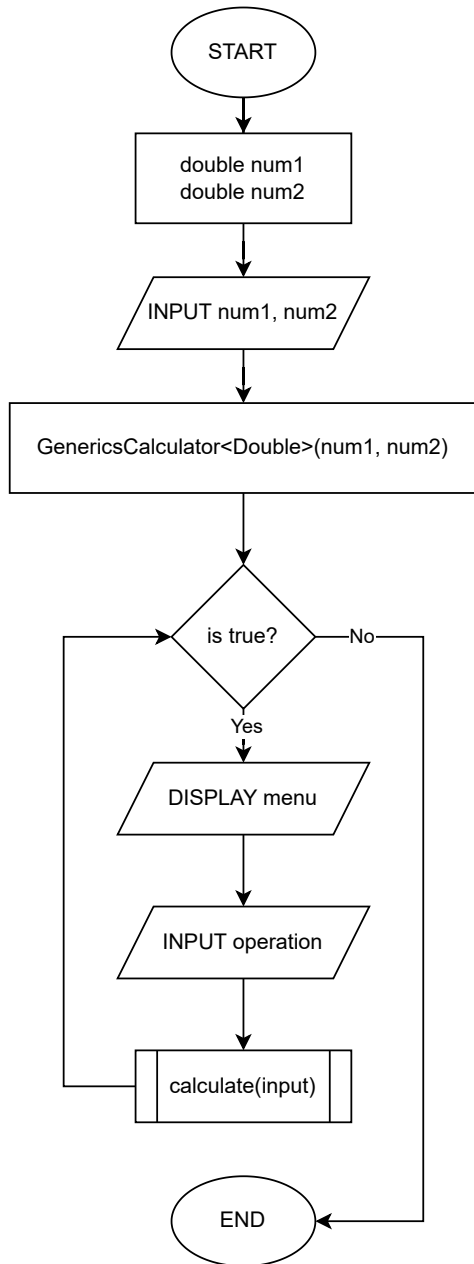 START
double num1
double num2
INPUT num1, num2
GenericsCalculator<Double>(num1, num2)
is true?
No
Yes
DISPLAY menu
INPUT operation
calculate(input)
END